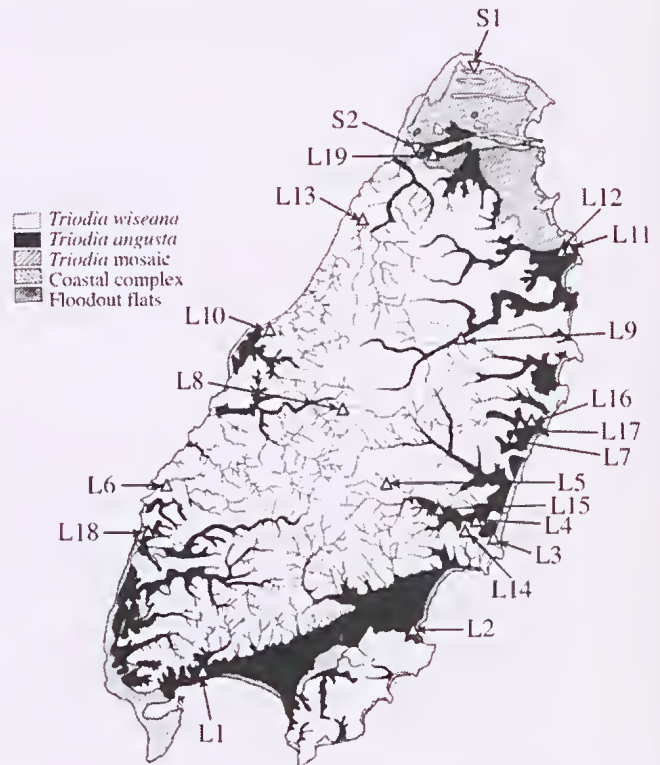 S1
S2
L19
L13
L12
L11
Triodia wiseana
Triodia angusta
Triodia mosaic
Coastal complex
Floodout flats
L10
L9
L8
L16
L17
L7
L6
L5
L15
L4
L18
L3
L14
L2
L1